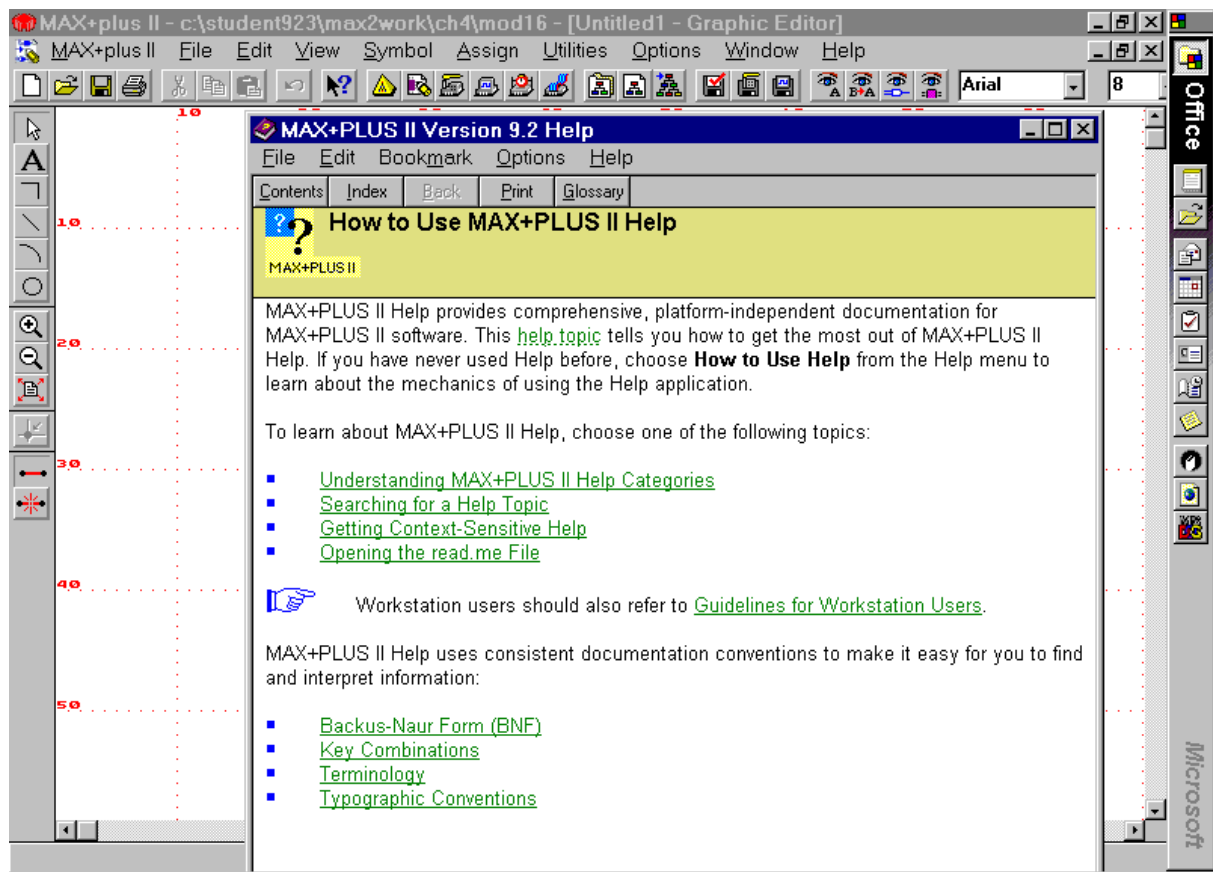 MAX+plus II - c:\student923\max2work\ch4\mod16 - [Untitled1 - Graphic Editor]
MAX+plus II File Edit View Symbol Assign Utilities Options Window Help
Arial 8
Office
10
MAX+PLUS II Version 9.2 Help
File Edit Bookmark Options Help
Contents Index Back Print Glossary
How to Use MAX+PLUS II Help
MAX+PLUS II
10
MAX+PLUS II Help provides comprehensive, platform-independent documentation for
MAX+PLUS II software. This help topic tells you how to get the most out of MAX+PLUS II
Help. If you have never used Help before, choose How to Use Help from the Help menu to
learn about the mechanics of using the Help application.
20
To learn about MAX+PLUS II Help, choose one of the following topics:
30
Understanding MAX+PLUS II Help Categories
Searching for a Help Topic
Getting Context-Sensitive Help
Opening the read.me File
40
Workstation users should also refer to Guidelines for Workstation Users.
MAX+PLUS II Help uses consistent documentation conventions to make it easy for you to find
and interpret information:
50
Backus-Naur Form (BNF)
Key Combinations
Terminology
Typographic Conventions
Microsoft